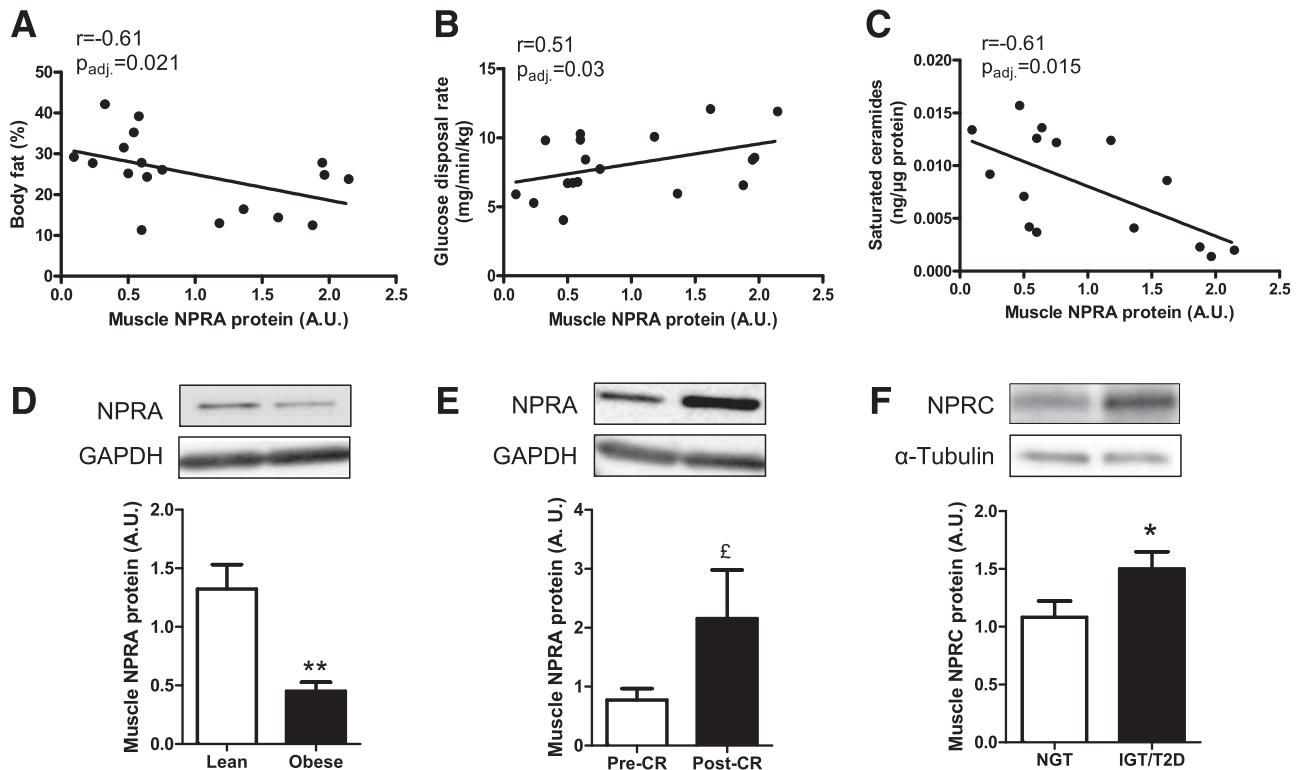 A
r=-0.61
padj.=0.021
Body fat (%)
50
40
30
20
10
0
0.0 0.5 1.0 1.5 2.0 2.5
Muscle NPRA protein (A.U.)
B
r=0.51
padj.=0.03
Glucose disposal rate
(mg/min/kg)
15
10
5
0
0.0 0.5 1.0 1.5 2.0 2.5
Muscle NPRA protein (A.U.)
C
r=-0.61
padj.=0.015
Saturated ceramides
(ng/µg protein)
0.020
0.015
0.010
0.005
0.000
0.0 0.5 1.0 1.5 2.0 2.5
Muscle NPRA protein (A.U.)
D
NPRA
GAPDH
Muscle NPRA protein (A.U.)
2.0
1.5
1.0
0.5
0.0
**
Lean Obese
E
NPRA
GAPDH
Muscle NPRA protein (A. U.)
4
3
2
1
0
£
Pre-CR Post-CR
F
NPRC
α-Tubulin
Muscle NPRC protein (A.U.)
2.0
1.5
1.0
0.5
0.0
*
NGT IGT/T2D